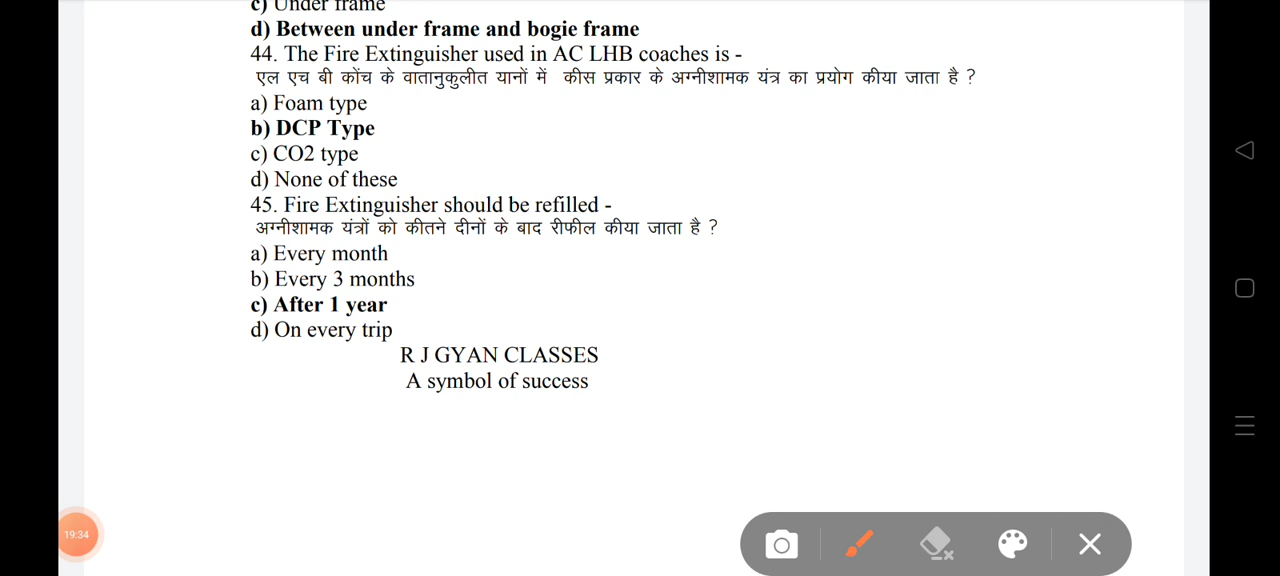 c) Under frame
d) Between under frame and bogie frame
44. The Fire Extinguisher used in AC LHB coaches is -
एल एच बी कोंच के वातानुकुलीत यानों में कीस प्रकार के अग्नीशामक यंत्र का प्रयोग कीया जाता है ?
a) Foam type
b) DCP Type
c) CO2 type
d) None of these
45. Fire Extinguisher should be refilled -
अग्नीशामक यंत्रों को कीतने दीनों के बाद रीफील कीया जाता है ?
a) Every month
b) Every 3 months
c) After 1 year
d) On every trip
R J GYAN CLASSES
A symbol of success
19:34